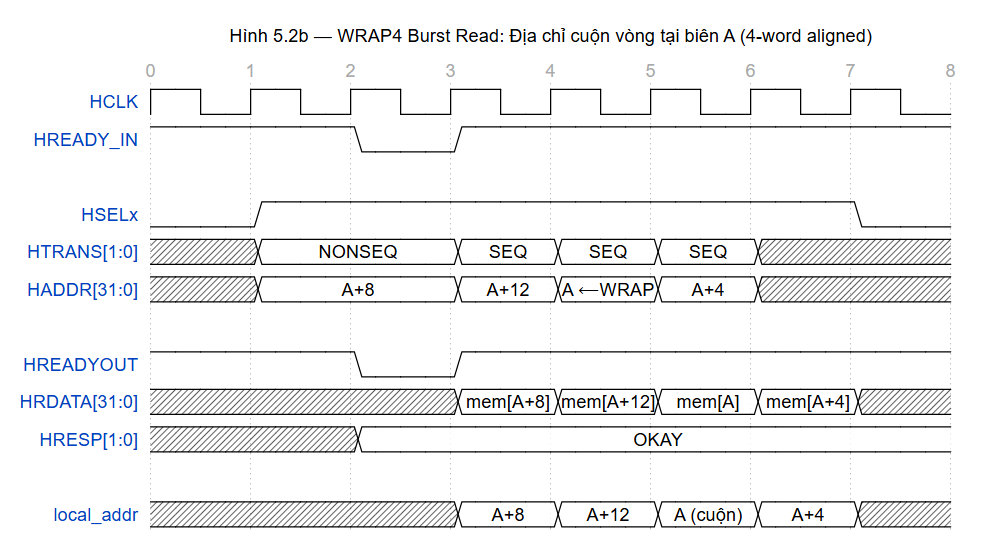 Hình 5.2b — WRAP4 Burst Read: Địa chỉ cuộn vòng tại biên A (4-word aligned)
0 1 2 3 4 5 6 7 8
HCLK
HREADY_IN
HSELx
HTRANS[1:0] NONSEQ SEQ SEQ SEQ
HADDR[31:0] A+8 A+12 A ⟵WRAP A+4
HREADYOUT
HRDATA[31:0] mem[A+8] mem[A+12] mem[A] mem[A+4]
HRESP[1:0] OKAY
local_addr A+8 A+12 A (cuộn) A+4